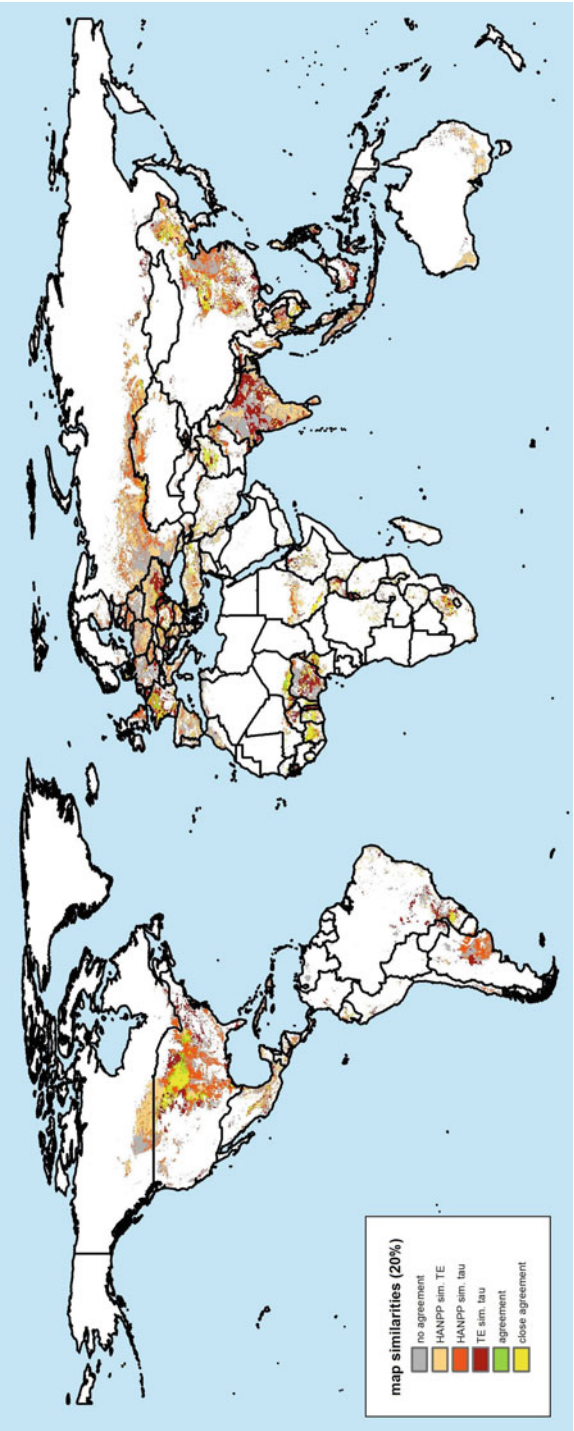 map similarities (20%)
no agreement
HANPP sim. TE
HANPP sim. tau
TE sim. tau
agreement
close agreement